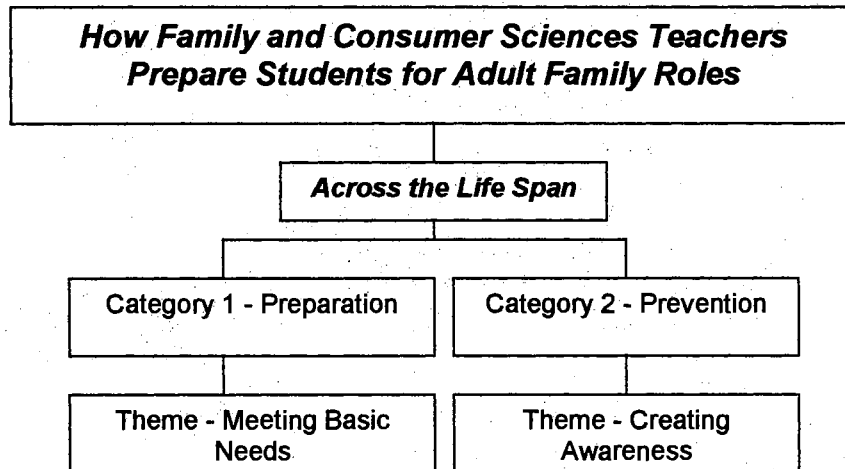 How Family and Consumer Sciences Teachers
Prepare Students for Adult Family Roles
Across the Life Span
Category 1 - Preparation
Category 2 - Prevention
Theme - Meeting Basic
Needs
Theme - Creating
Awareness